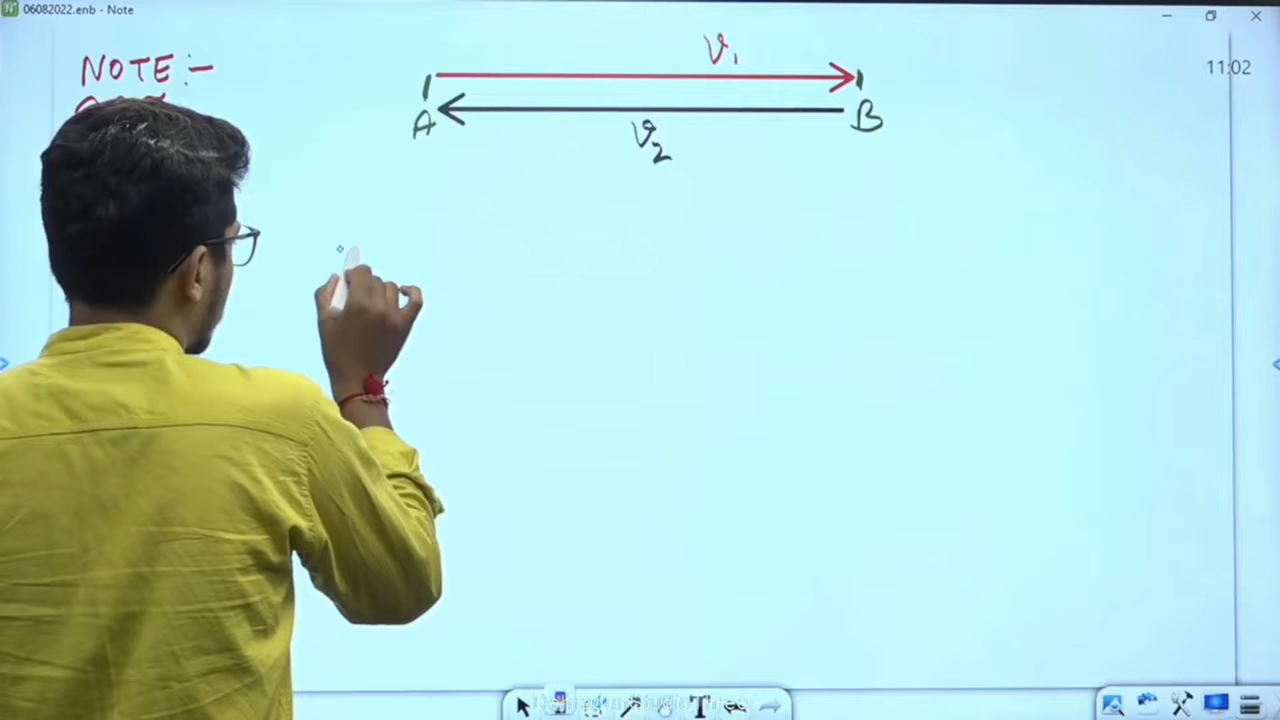 06082022.enb - Note
NOTE :-
11:02
v₁
A
B
v₂
T